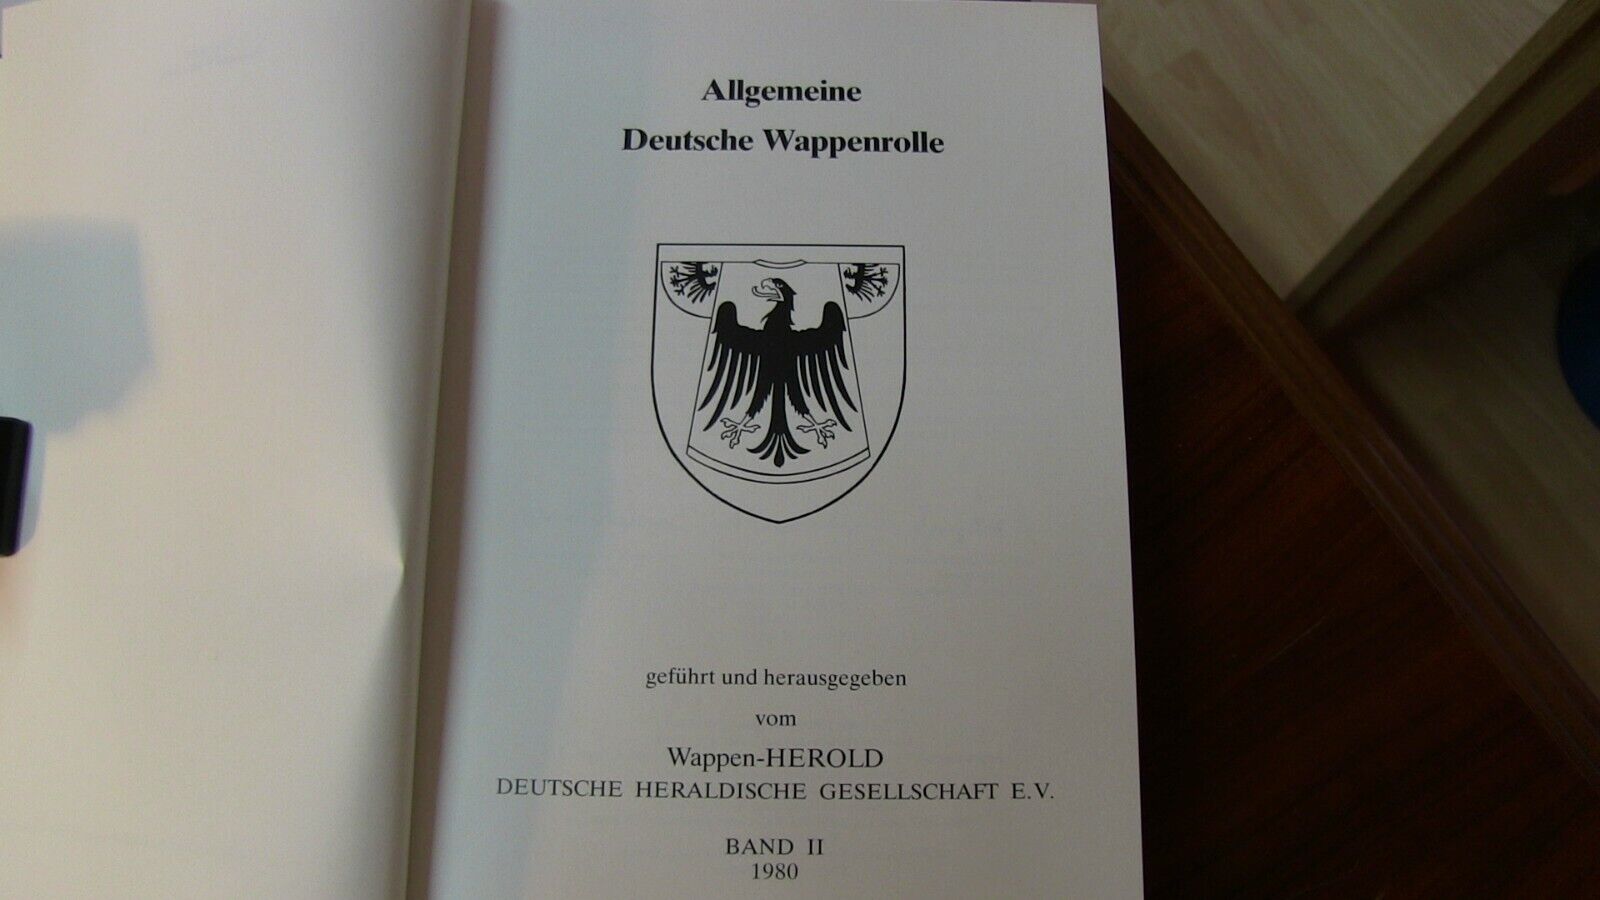 Allgemeine
Deutsche Wappenrolle
geführt und herausgegeben
vom
Wappen-HEROLD
DEUTSCHE HERALDISCHE GESELLSCHAFT E.V.
BAND II
1980